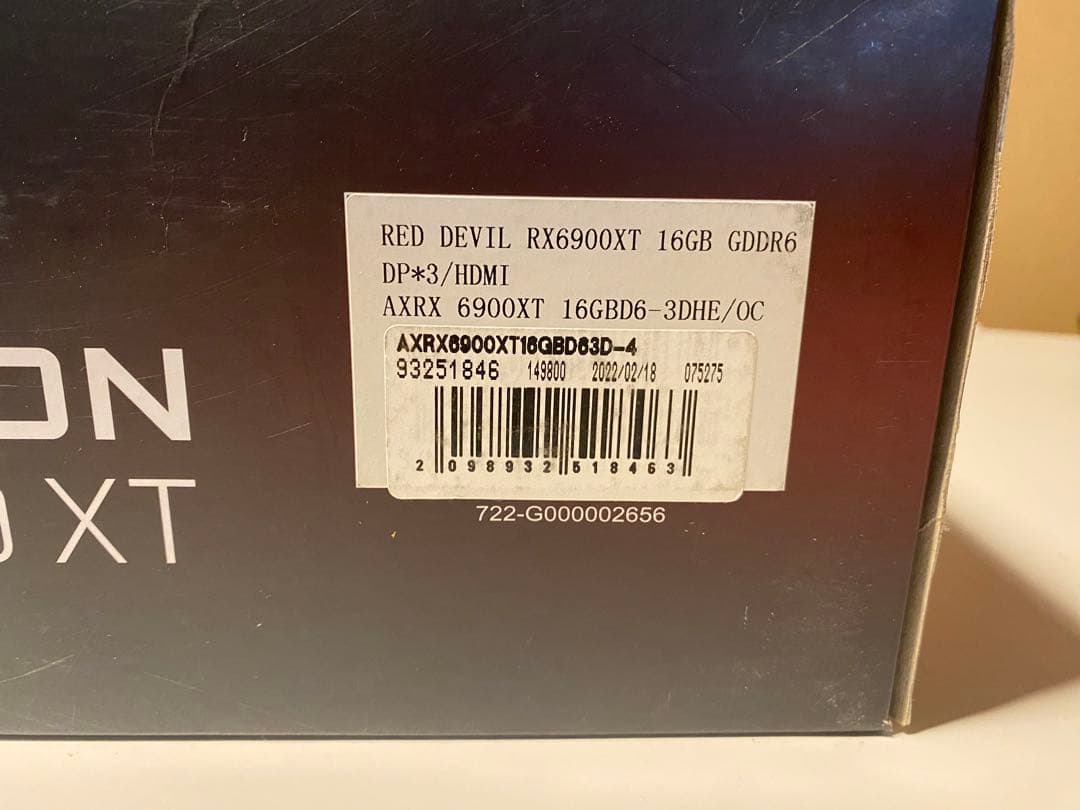 RED DEVIL RX6900XT 16GB GDDR6
DP*3/HDMI
AXRX 6900XT 16GBD6-3DHE/OC
AXRX6900XT16GBD63D-4
93251846 149800 2022/02/18 075275
2 098932 518463
722-G000002656
ON
XT